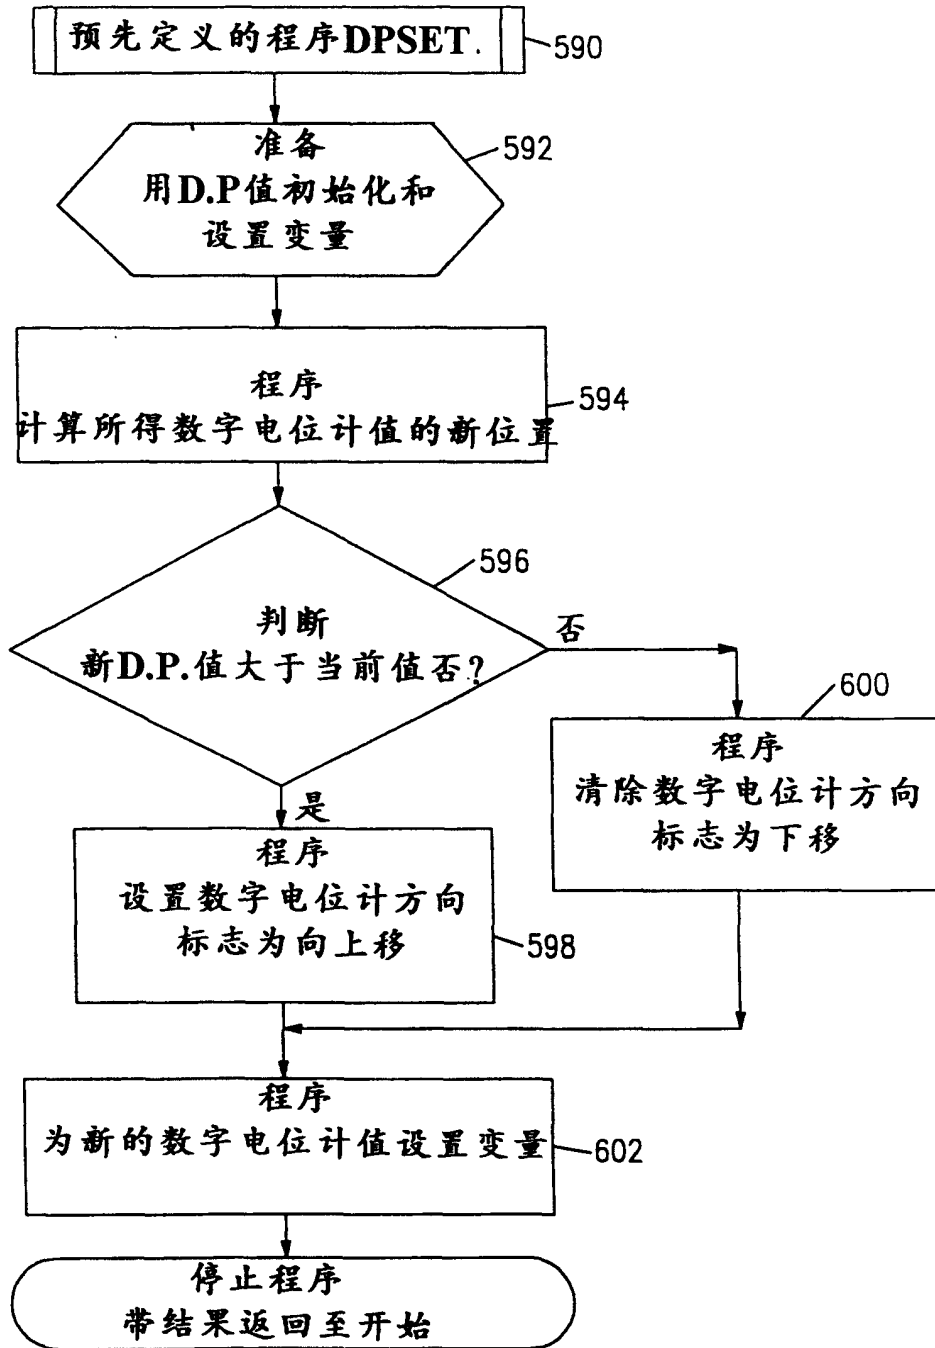 预先定义的程序DPSET.
590
准备
592
用D.P值初始化和
设置变量
程序
594
计算所得数字电位计值的新位置
596
判断
否
新D.P.值大于当前值否?
600
程序
清除数字电位计方向
标志为下移
是
程序
设置数字电位计方向
标志为向上移
598
程序
为新的数字电位计值设置变量
602
停止程序
带结果返回至开始